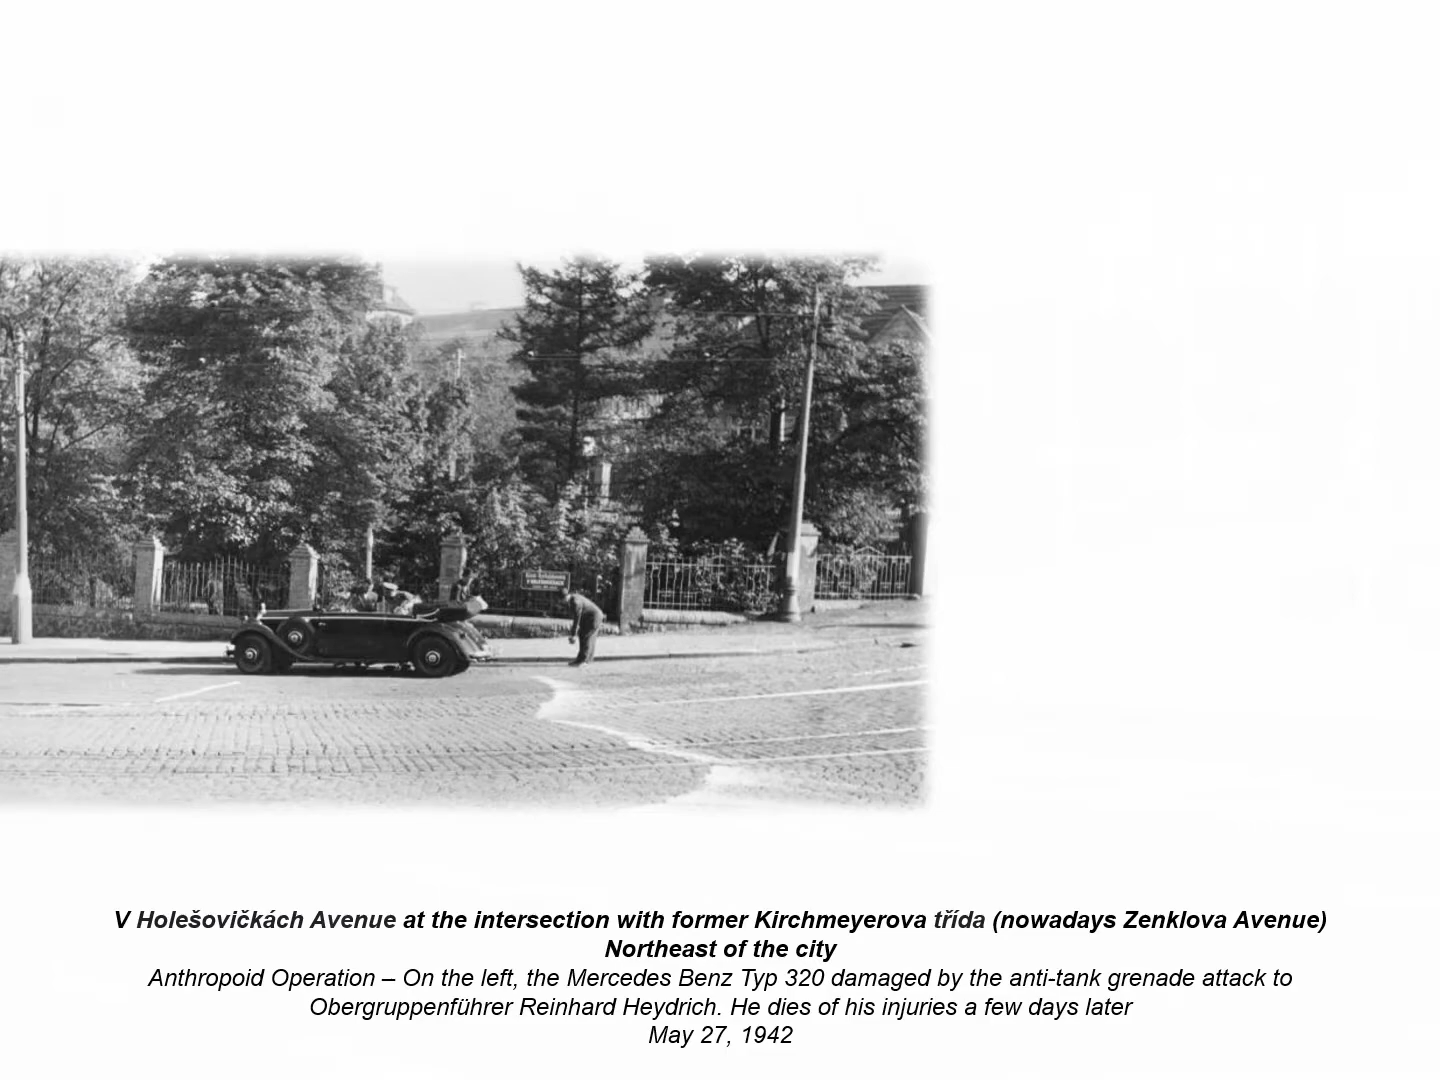 V Holešovičkách Avenue at the intersection with former Kirchmeyerova třída (nowadays Zenklova Avenue)
Northeast of the city
Anthropoid Operation – On the left, the Mercedes Benz Typ 320 damaged by the anti-tank grenade attack to
Obergruppenführer Reinhard Heydrich. He dies of his injuries a few days later
May 27, 1942